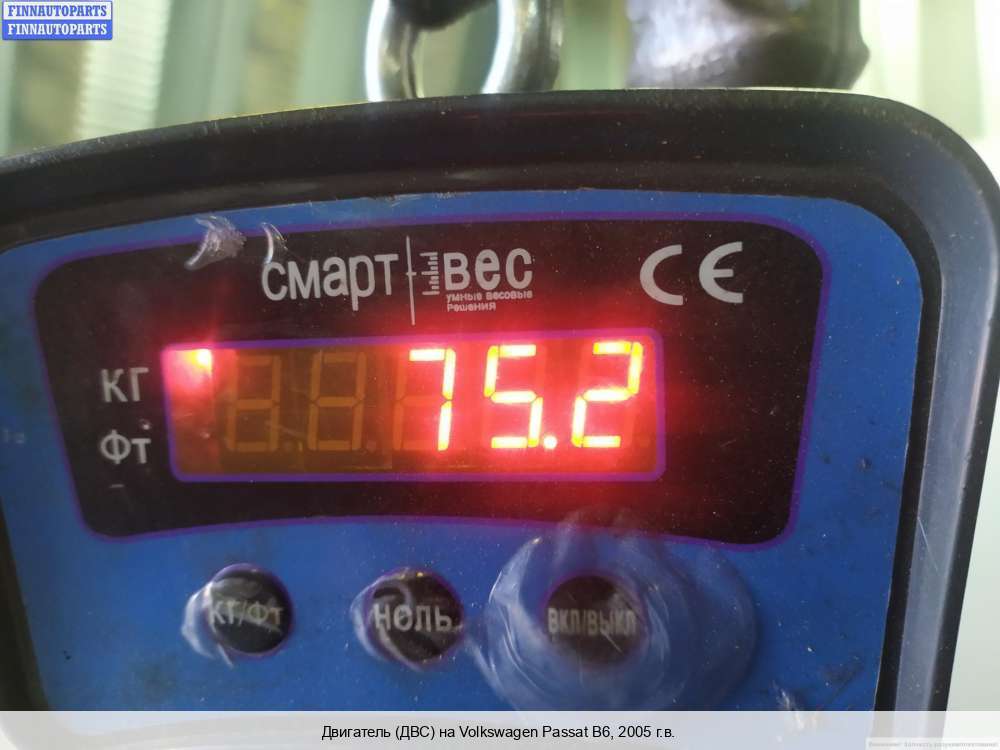 FINNAUTOPARTS
FINNAUTOPARTS
смарт вес
умные весовые
Решения
CE
КГ
ФТ
75.2
КГ/ФТ
НОЛЬ
ВКЛ/ВЫКЛ
Двигатель (ДВС) на Volkswagen Passat B6, 2005 г.в.